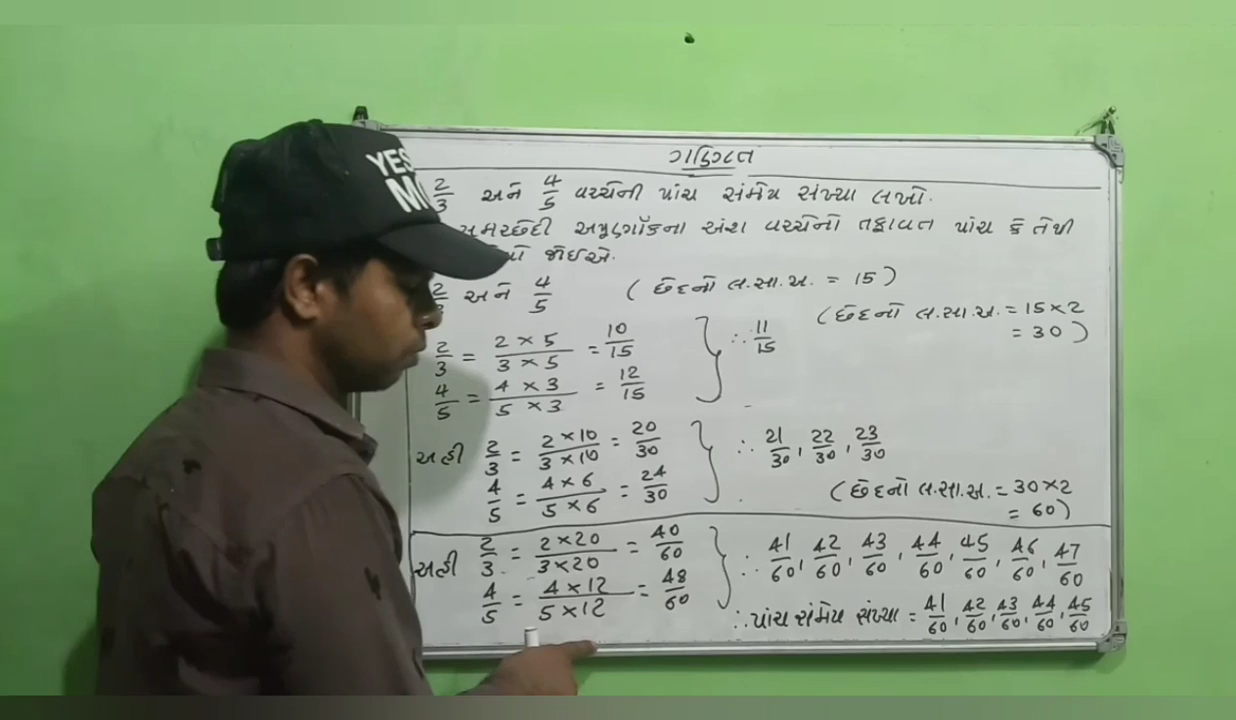 YES
ગણિત
2/3 અને 4/5 વચ્ચેની પાંચ સંમેય સંખ્યા લખો.
સમચ્છેદી અપૂર્ણાંકના અંશ વચ્ચેનો તફાવત પાંચ કે તેથી
જોઈએ.
2/3 અને 4/5 (છેદનો લ.સા.અ. = 15)
(છેદનો લ.સા.અ. = 15 × 2
= 30)
2/3 = 2 × 5 / 3 × 5 = 10/15 } ∴ 11/15
4/5 = 4 × 3 / 5 × 3 = 12/15
અહી 2/3 = 2 × 10 / 3 × 10 = 20/30 } ∴ 21/30, 22/30, 23/30
4/5 = 4 × 6 / 5 × 6 = 24/30
(છેદનો લ.સા.અ. = 30 × 2
= 60)
અહી 2/3 = 2 × 20 / 3 × 20 = 40/60 } ∴ 41/60, 42/60, 43/60, 44/60, 45/60, 46/60, 47/60
4/5 = 4 × 12 / 5 × 12 = 48/60
∴ પાંચ સંમેય સંખ્યા = 41/60, 42/60, 43/60, 44/60, 45/60